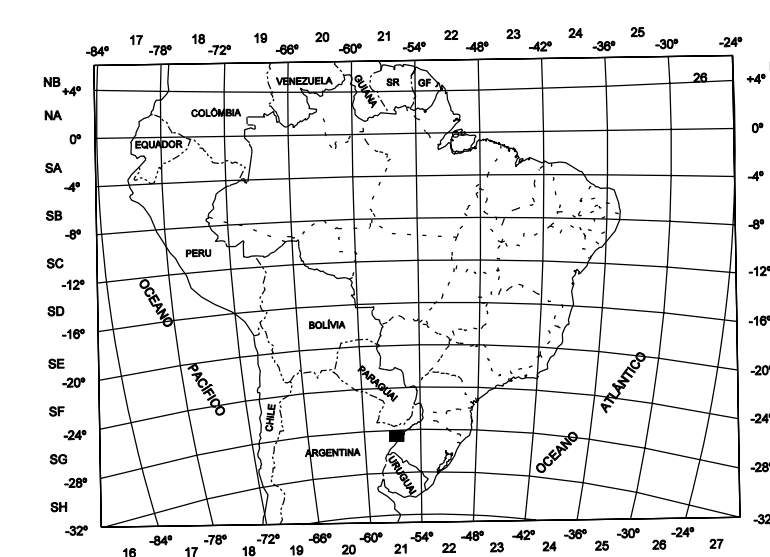 17 18 19 20 21 22 23 24 25
-84° -78° -72° -66° -60° -54° -48° -42° -36° -30° -24°
NB +4° VENEZUELA GUIANA SR GF 26 +4°
NA COLÔMBIA
0° EQUADOR 0°
SA
-4° -4°
SB
-8° -8°
PERU
SC
-12° -12°
OCEANO
SD
-16° BOLÍVIA -16°
SE
-20° PACÍFICO PARAGUAI ATLÂNTICO -20°
SF CHILE
-24° -24°
SG ARGENTINA OCEANO
-28° URUGUAI -28°
SH
-32° -32
-84° -78° -72° -66° -60° -54° -48° -42° -36° -30° -24°
16 17 18 19 20 21 22 23 24 25 26 27